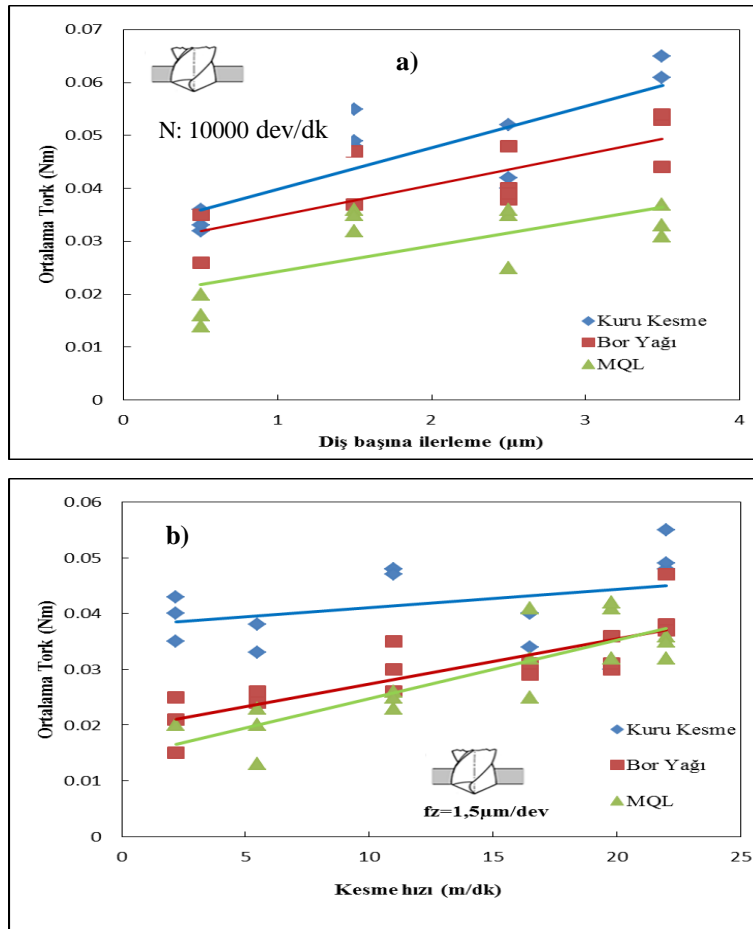 a)
N: 10000 dev/dk
0.07
0.06
0.05
0.04
0.03
0.02
0.01
0
Ortalama Tork (Nm)
Kuru Kesme
Bor Yağı
MQL
0 1 2 3 4
Diş başına ilerleme (µm)
b)
0.06
0.05
0.04
0.03
0.02
0.01
0
Ortalama Tork (Nm)
Kuru Kesme
Bor Yağı
MQL
fz=1,5µm/dev
0 5 10 15 20 25
Kesme hızı (m/dk)